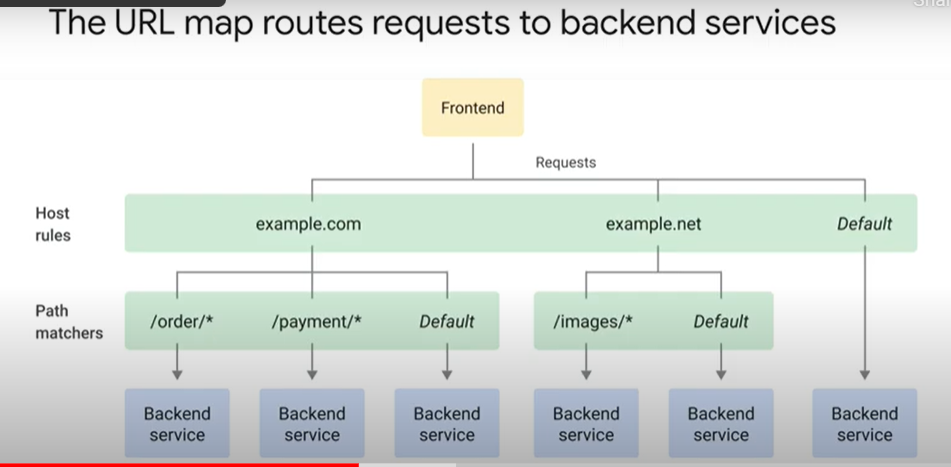 The URL map routes requests to backend services
Frontend
Requests
Host
rules
example.com
example.net
Default
Path
matchers
/order/*
/payment/*
Default
/images/*
Default
Backend
service
Backend
service
Backend
service
Backend
service
Backend
service
Backend
service